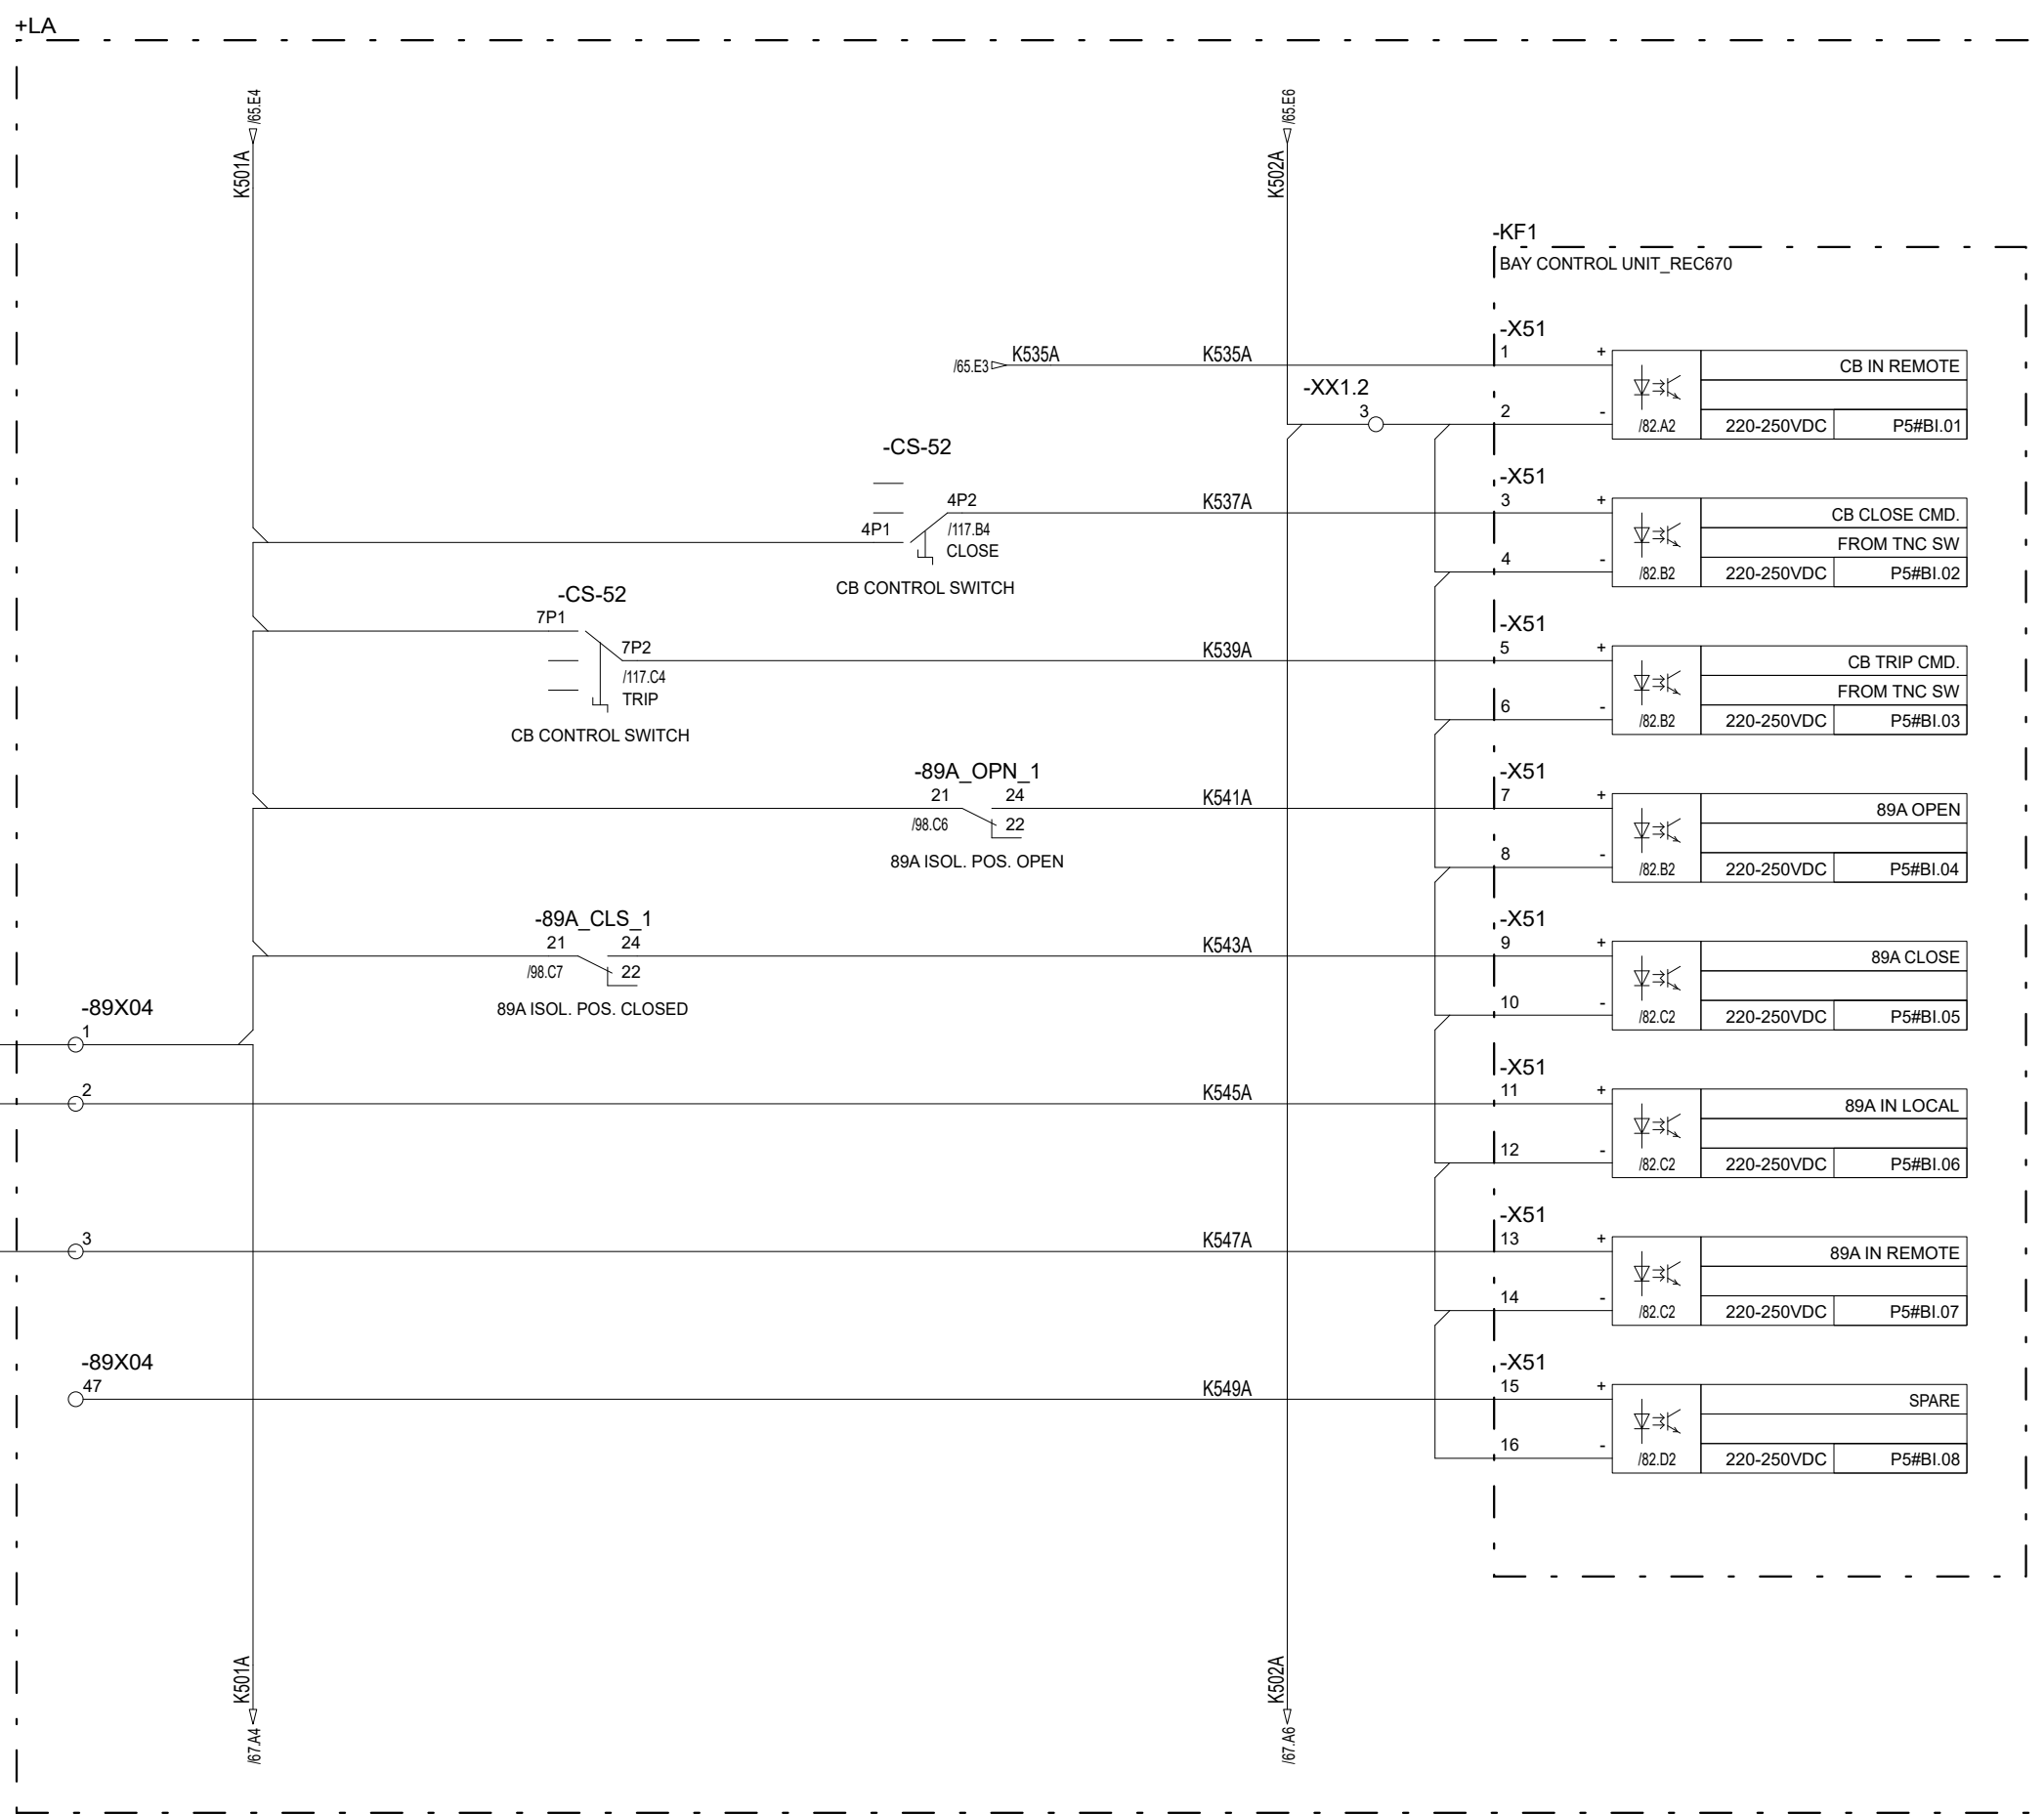 +LA
/65.E4
/65.E6
K501A
K502A
-KF1
BAY CONTROL UNIT_REC670
-X51
/65.E3 K535A K535A 1 + CB IN REMOTE
-XX1.2
3 2 - /82.A2 220-250VDC P5#BI.01
-CS-52
-X51
4P1 4P2 K537A 3 + CB CLOSE CMD.
/117.B4
CLOSE
FROM TNC SW
4 - /82.B2 220-250VDC P5#BI.02
CB CONTROL SWITCH
-CS-52
-X51
7P1 7P2 K539A 5 + CB TRIP CMD.
/117.C4
TRIP
FROM TNC SW
6 - /82.B2 220-250VDC P5#BI.03
CB CONTROL SWITCH
-89A_OPN_1
-X51
21 24 K541A 7 + 89A OPEN
/98.C6 22
8 - /82.B2 220-250VDC P5#BI.04
89A ISOL. POS. OPEN
-89A_CLS_1
-X51
21 24 K543A 9 + 89A CLOSE
/98.C7 22
10 - /82.C2 220-250VDC P5#BI.05
89A ISOL. POS. CLOSED
-89X04
1
-X51
2 K545A 11 + 89A IN LOCAL
12 - /82.C2 220-250VDC P5#BI.06
-X51
3 K547A 13 + 89A IN REMOTE
14 - /82.C2 220-250VDC P5#BI.07
-89X04
-X51
47 K549A 15 + SPARE
16 - /82.D2 220-250VDC P5#BI.08
K501A
K502A
/67.A4
/67.A6